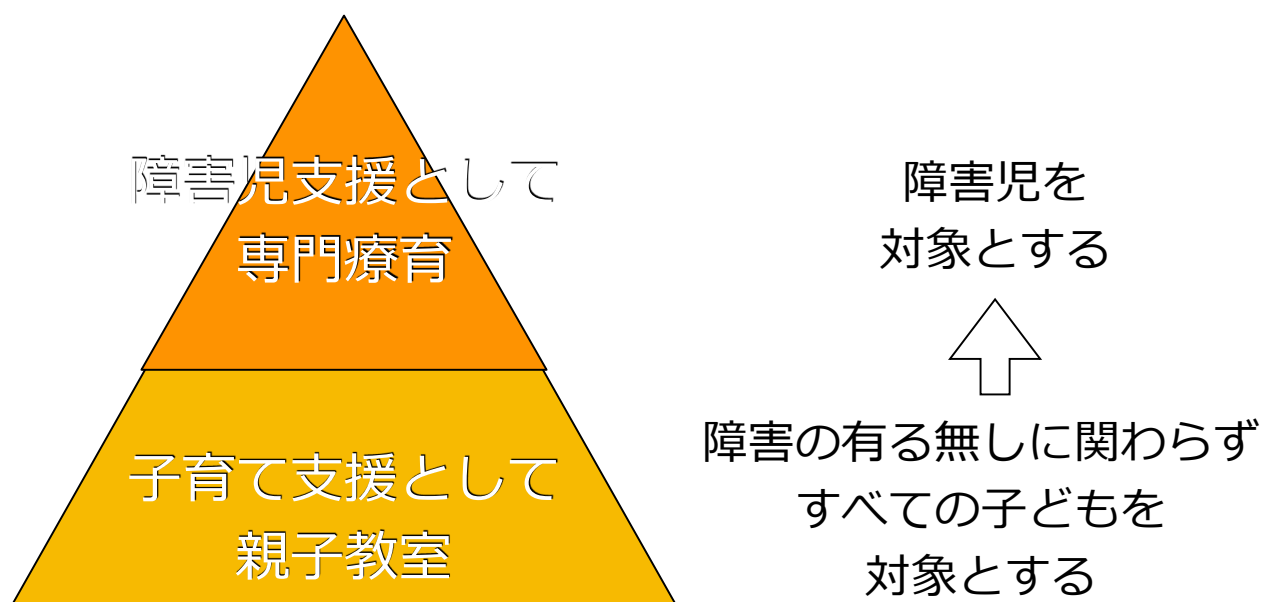 障害児支援として
専門療育
子育て支援として
親子教室
障害児を
対象とする
障害の有る無しに関わらず
すべての子どもを
対象とする